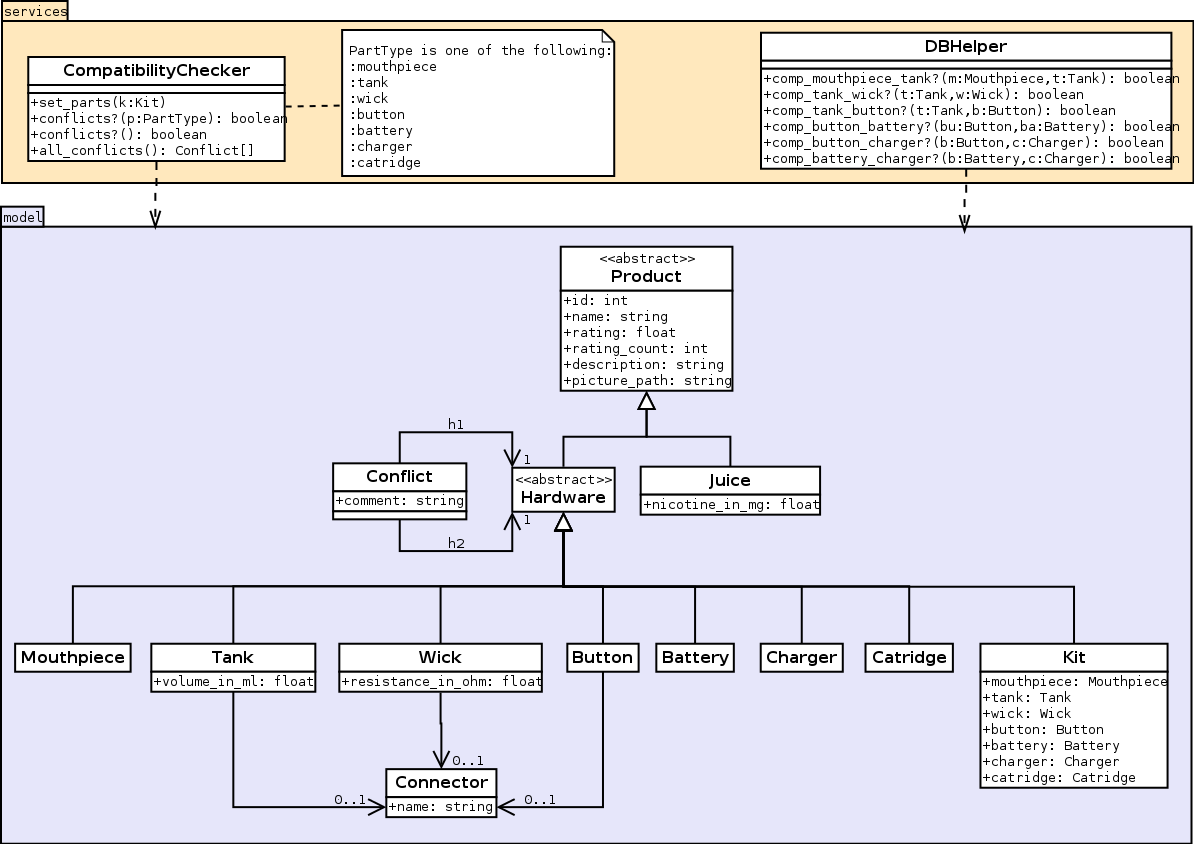 services
CompatibilityChecker
+set_parts(k:Kit)
+conflicts?(p:PartType): boolean
+conflicts?(): boolean
+all_conflicts(): Conflict[]
PartType is one of the following:
:mouthpiece
:tank
:wick
:button
:battery
:charger
:catridge
DBHelper
+comp_mouthpiece_tank?(m:Mouthpiece,t:Tank): boolean
+comp_tank_wick?(t:Tank,w:Wick): boolean
+comp_tank_button?(t:Tank,b:Button): boolean
+comp_button_battery?(bu:Button,ba:Battery): boolean
+comp_button_charger?(b:Button,c:Charger): boolean
+comp_battery_charger?(b:Battery,c:Charger): boolean
model
<<abstract>>
Product
+id: int
+name: string
+rating: float
+rating_count: int
+description: string
+picture_path: string
h1
1
Conflict
+comment: string
<<abstract>>
Hardware
Juice
+nicotine_in_mg: float
1
h2
Mouthpiece
Tank
+volume_in_ml: float
Wick
+resistance_in_ohm: float
Button
Battery
Charger
Catridge
Kit
+mouthpiece: Mouthpiece
+tank: Tank
+wick: Wick
+button: Button
+battery: Battery
+charger: Charger
+catridge: Catridge
0..1
Connector
+name: string
0..1
0..1